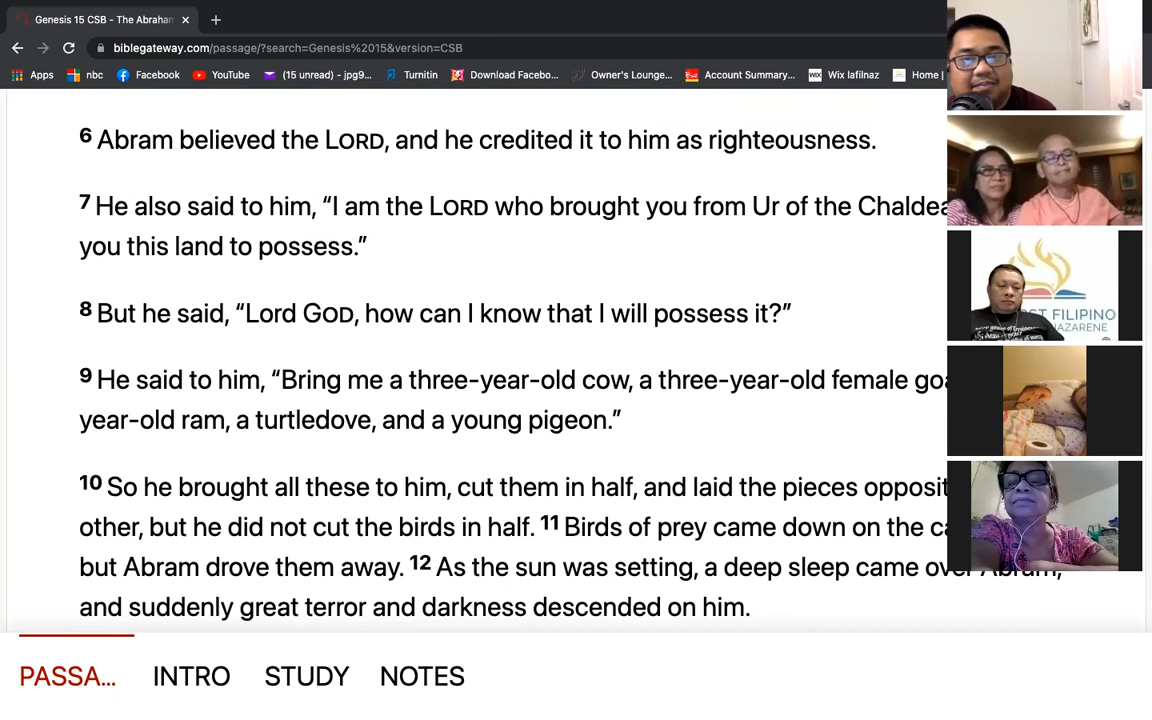 Genesis 15 CSB - The Abraham
biblegateway.com/passage/?search=Genesis%2015&version=CSB
Apps nbc Facebook YouTube (15 unread) - jpg9... Turnitin Download Facebo... Owner's Lounge... Account Summary... Wix lafilnaz Home |
6 Abram believed the LORD, and he credited it to him as righteousness.
7 He also said to him, “I am the LORD who brought you from Ur of the Chaldea
you this land to possess.”
8 But he said, “Lord GOD, how can I know that I will possess it?”
9 He said to him, “Bring me a three-year-old cow, a three-year-old female goa
year-old ram, a turtledove, and a young pigeon.”
10 So he brought all these to him, cut them in half, and laid the pieces opposit
other, but he did not cut the birds in half. 11 Birds of prey came down on the ca
but Abram drove them away. 12 As the sun was setting, a deep sleep came over Abram,
and suddenly great terror and darkness descended on him.
PASSA... INTRO STUDY NOTES
ST FILIPINO
NAZARENE